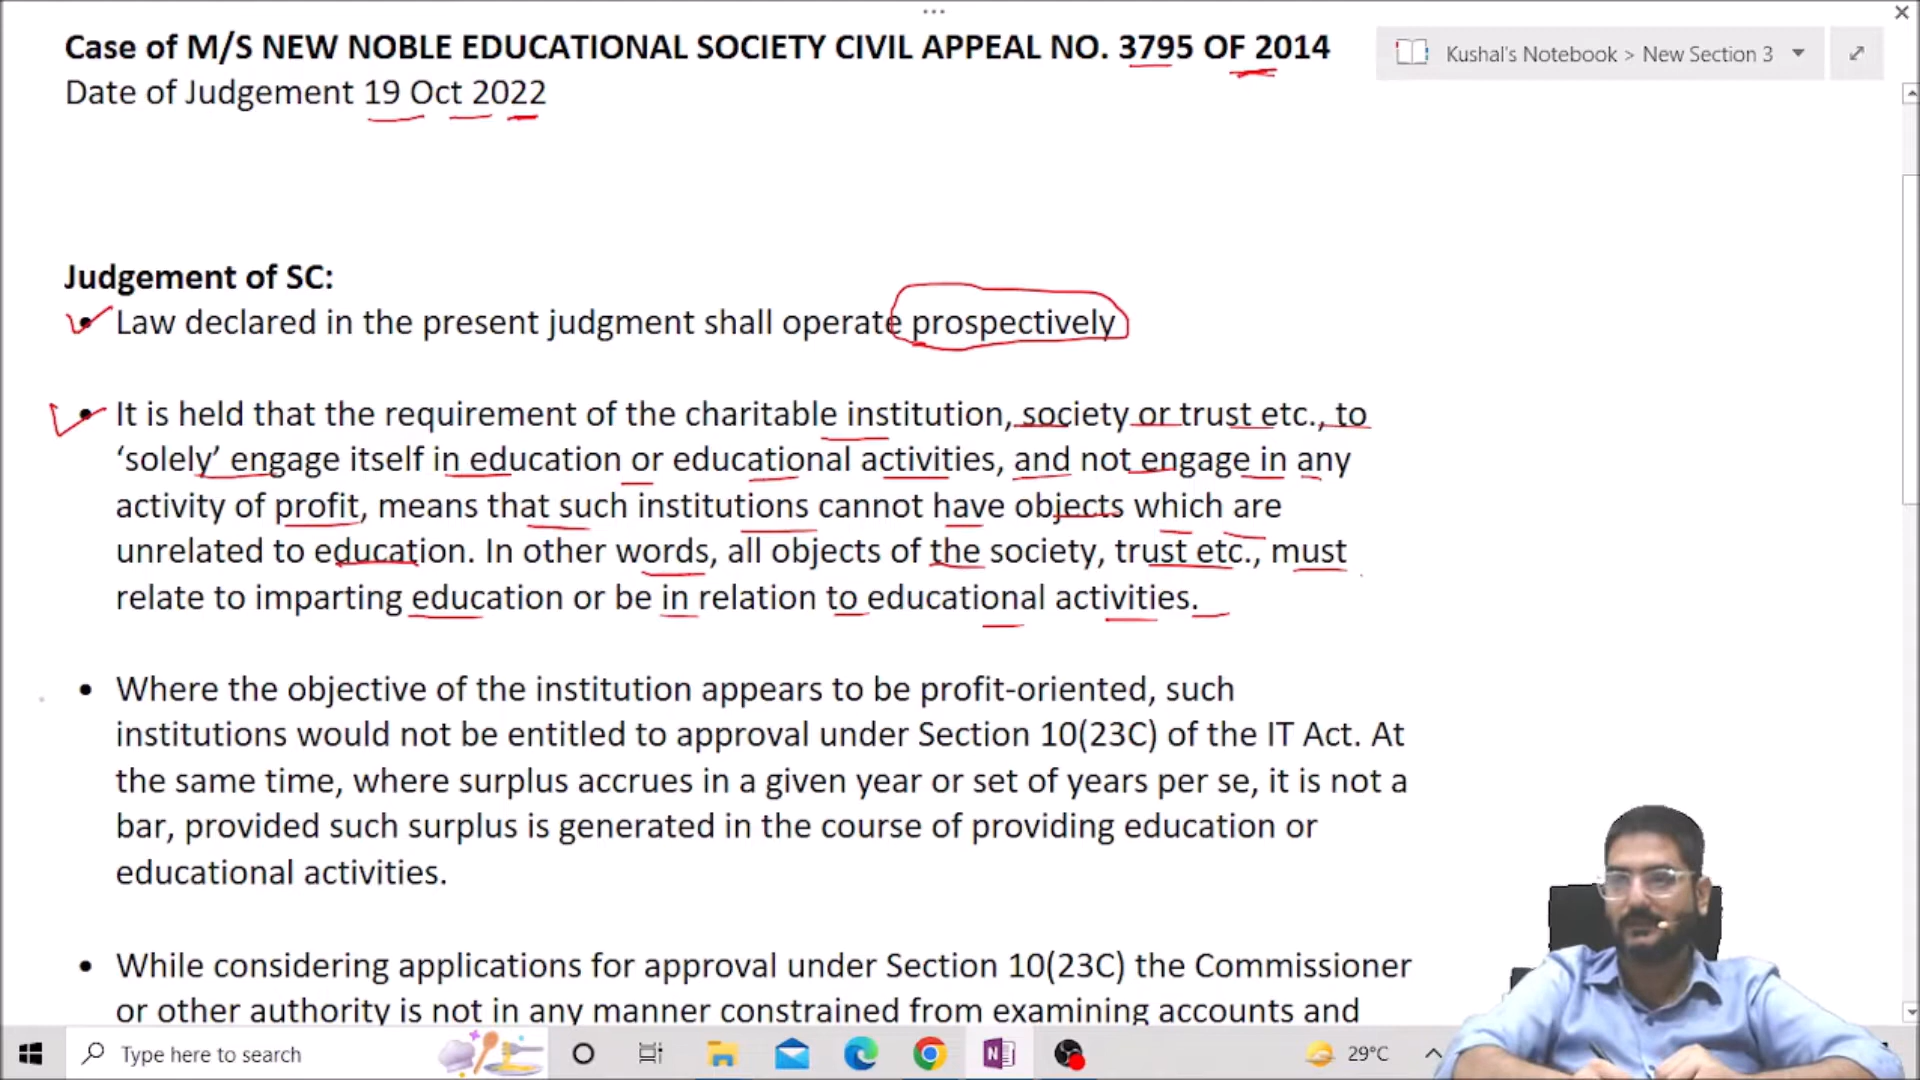 Case of M/S NEW NOBLE EDUCATIONAL SOCIETY CIVIL APPEAL NO. 3795 OF 2014
Kushal's Notebook > New Section 3
Date of Judgement 19 Oct 2022
Judgement of SC:
• Law declared in the present judgment shall operate prospectively
• It is held that the requirement of the charitable institution, society or trust etc., to
‘solely’ engage itself in education or educational activities, and not engage in any
activity of profit, means that such institutions cannot have objects which are
unrelated to education. In other words, all objects of the society, trust etc., must
relate to imparting education or be in relation to educational activities.
• Where the objective of the institution appears to be profit-oriented, such
institutions would not be entitled to approval under Section 10(23C) of the IT Act. At
the same time, where surplus accrues in a given year or set of years per se, it is not a
bar, provided such surplus is generated in the course of providing education or
educational activities.
• While considering applications for approval under Section 10(23C) the Commissioner
or other authority is not in any manner constrained from examining accounts and
Type here to search
29°C